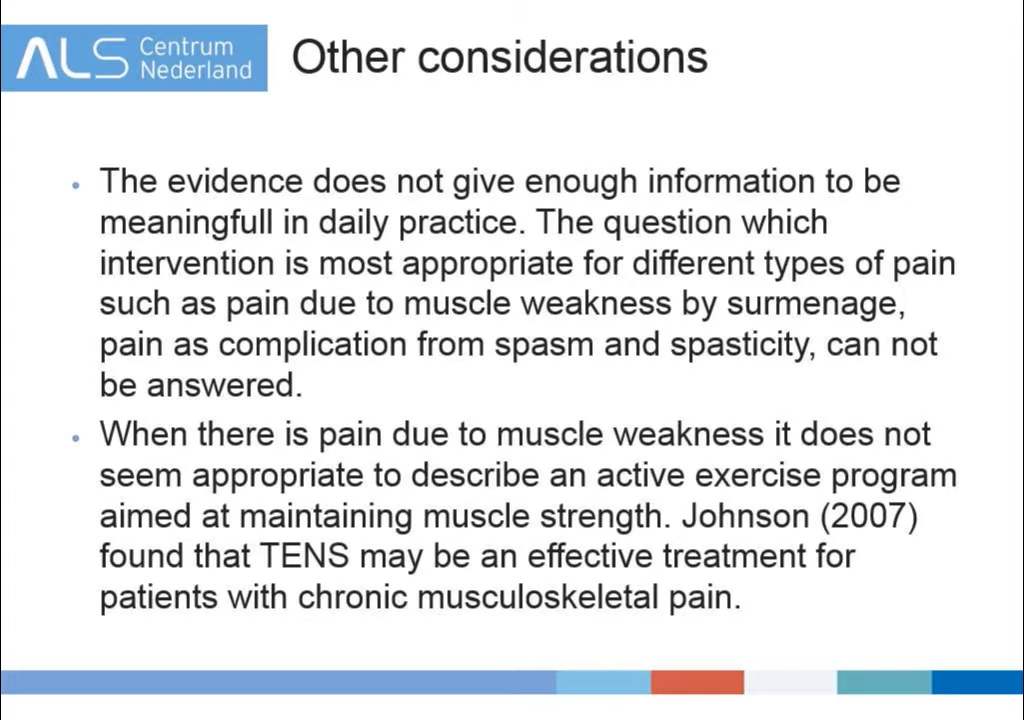 ALS Centrum
Nederland
Other considerations
• The evidence does not give enough information to be
meaningfull in daily practice. The question which
intervention is most appropriate for different types of pain
such as pain due to muscle weakness by surmenage,
pain as complication from spasm and spasticity, can not
be answered.
• When there is pain due to muscle weakness it does not
seem appropriate to describe an active exercise program
aimed at maintaining muscle strength. Johnson (2007)
found that TENS may be an effective treatment for
patients with chronic musculoskeletal pain.